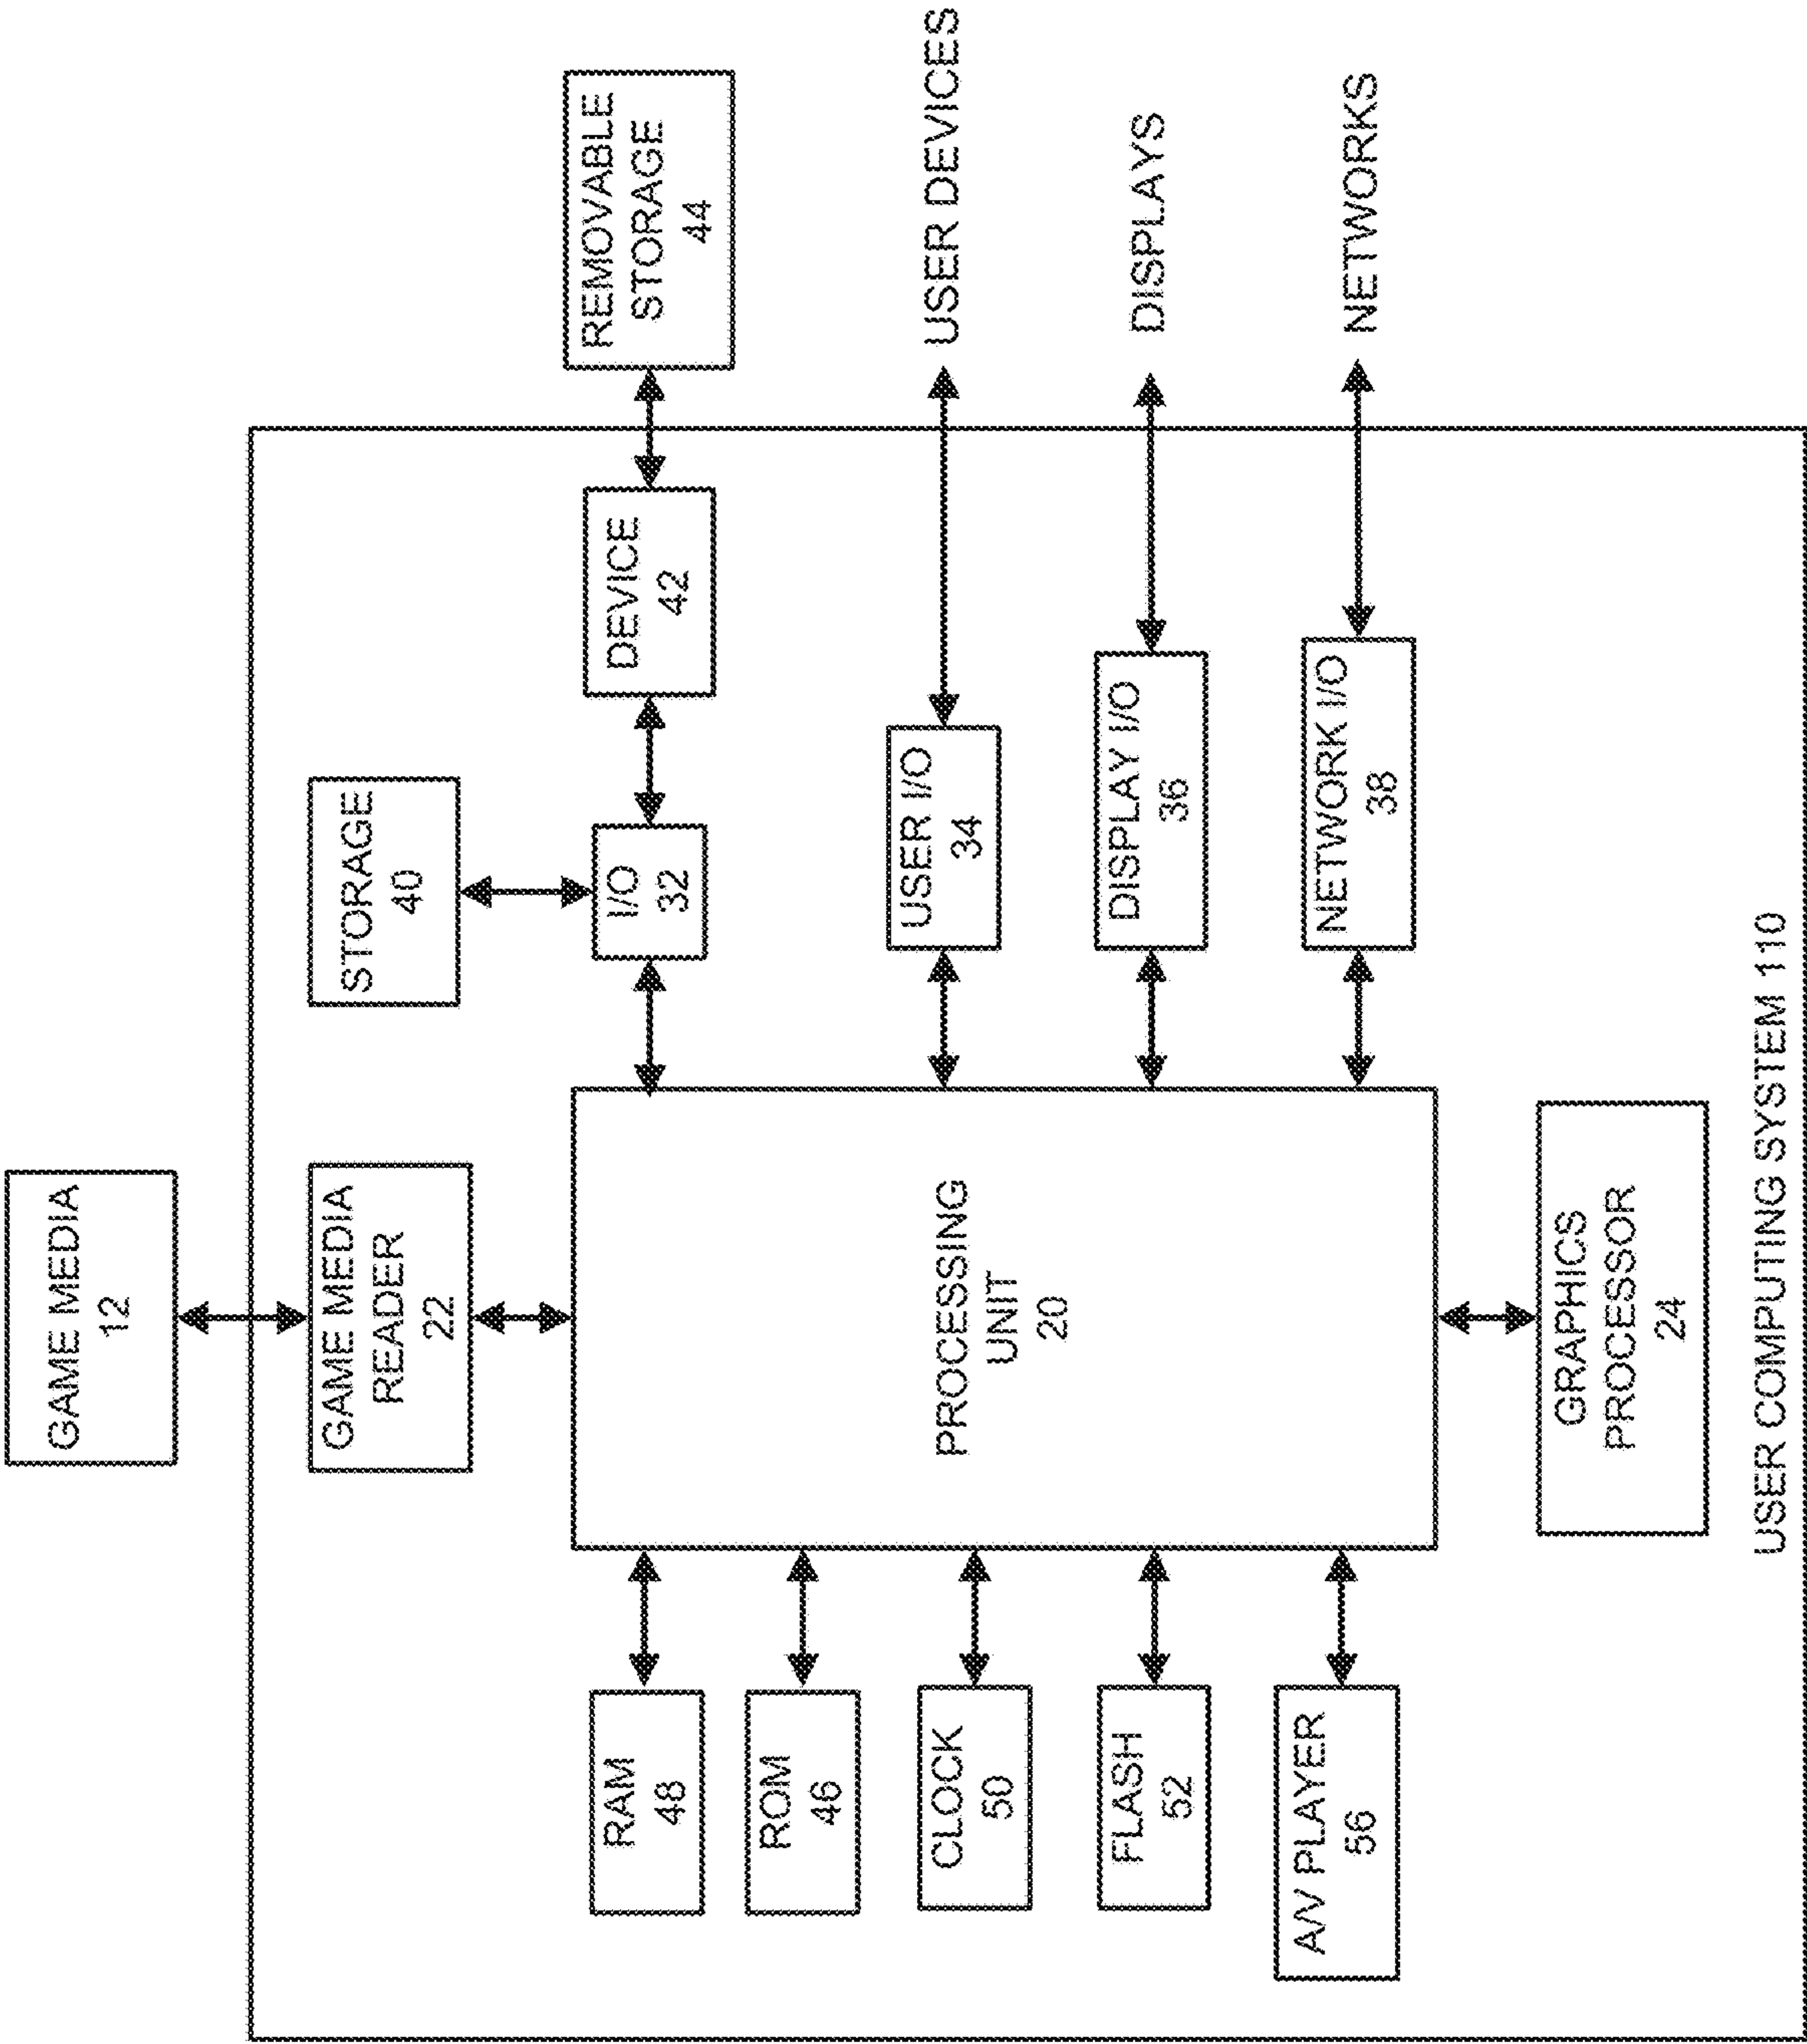 GAME MEDIA
12
GAME MEDIA
READER
22
STORAGE
40
I/O
32
DEVICE
42
REMOVABLE
STORAGE
44
RAM
48
ROM
46
CLOCK
50
FLASH
52
A/V PLAYER
56
PROCESSING
UNIT
20
USER I/O
34
USER DEVICES
DISPLAY I/O
36
DISPLAYS
NETWORK I/O
38
NETWORKS
GRAPHICS
PROCESSOR
24
USER COMPUTING SYSTEM 110